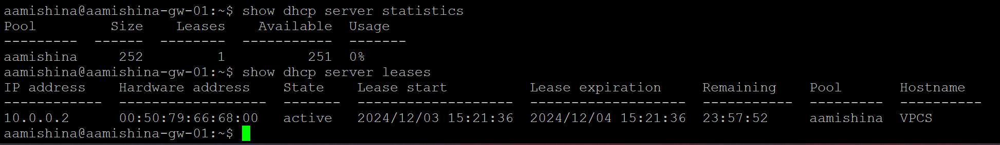 aamishina@aamishina-gw-01:~$ show dhcp server statistics
Pool         Size    Leases    Available  Usage
---------  ------  --------  -----------  -------
aamishina     252         1          251  0%
aamishina@aamishina-gw-01:~$ show dhcp server leases
IP address    Hardware address    State    Lease start          Lease expiration     Remaining    Pool       Hostname
------------  ------------------  -------  -------------------  -------------------  -----------  ---------  ----------
10.0.0.2      00:50:79:66:68:00   active   2024/12/03 15:21:36  2024/12/04 15:21:36  23:57:52     aamishina  VPCS
aamishina@aamishina-gw-01:~$